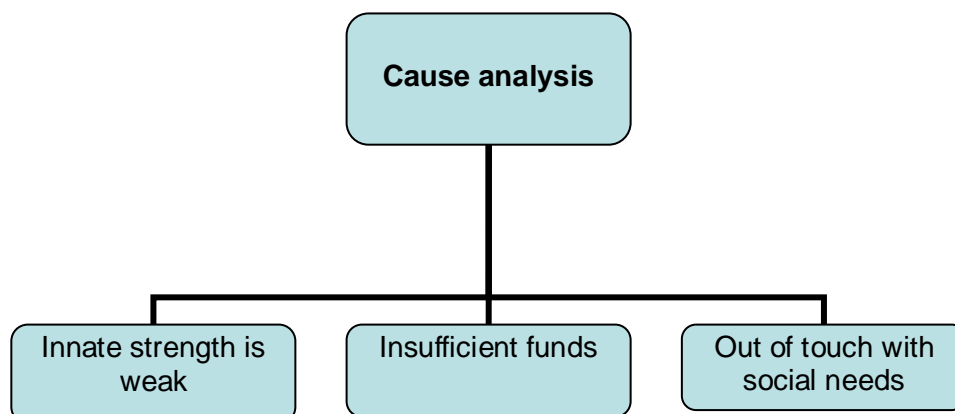 Cause analysis
Innate strength is
weak
Insufficient funds
Out of touch with
social needs